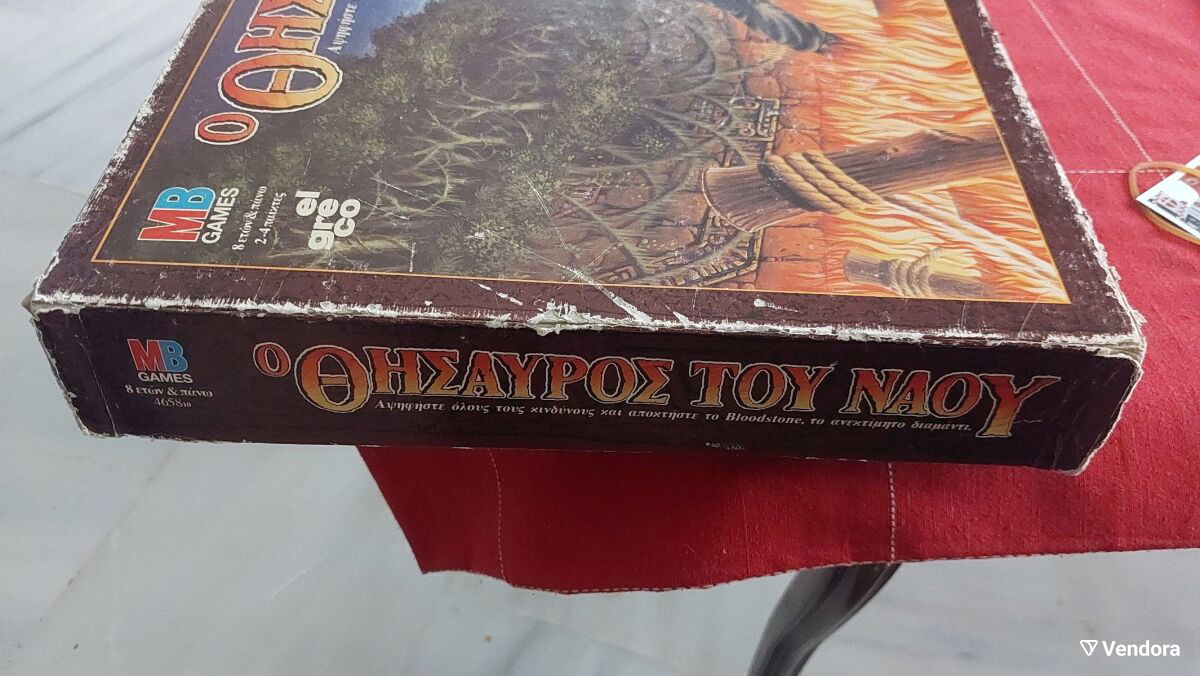 Ο ΘΗΣ
Αψηφήστε
MB
GAMES
8 ετών & πάνω
2-4 παίκτες
el
gre
co
MB
GAMES
8 ετών & πάνω
465810
Ο ΘΗΣΑΥΡΟΣ ΤΟΥ ΝΑΟΥ
Αψηφήστε όλους τους κινδύνους και αποκτήστε το Bloodstone, το ανεκτίμητο διαμάντι.
Vendora